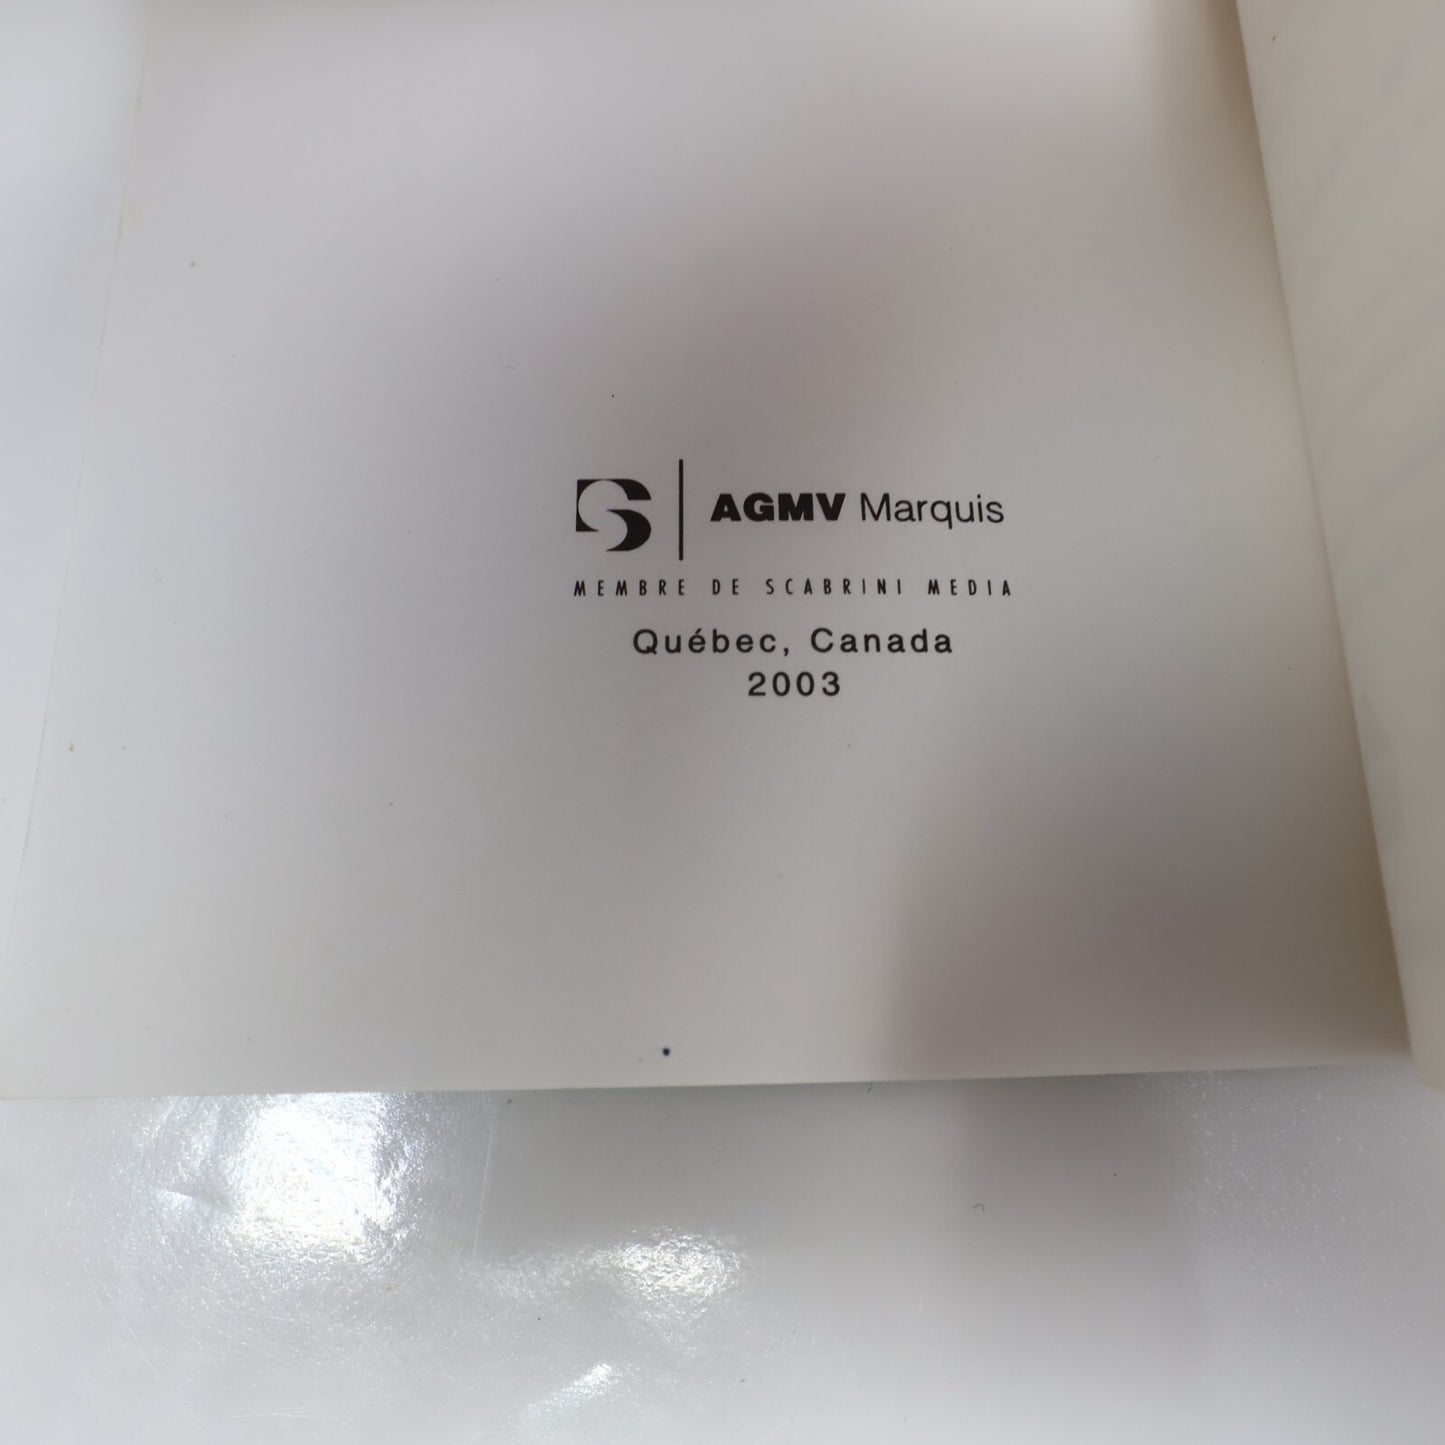 AGMV Marquis
MEMBRE DE SCABRINI MEDIA
Québec, Canada
2003